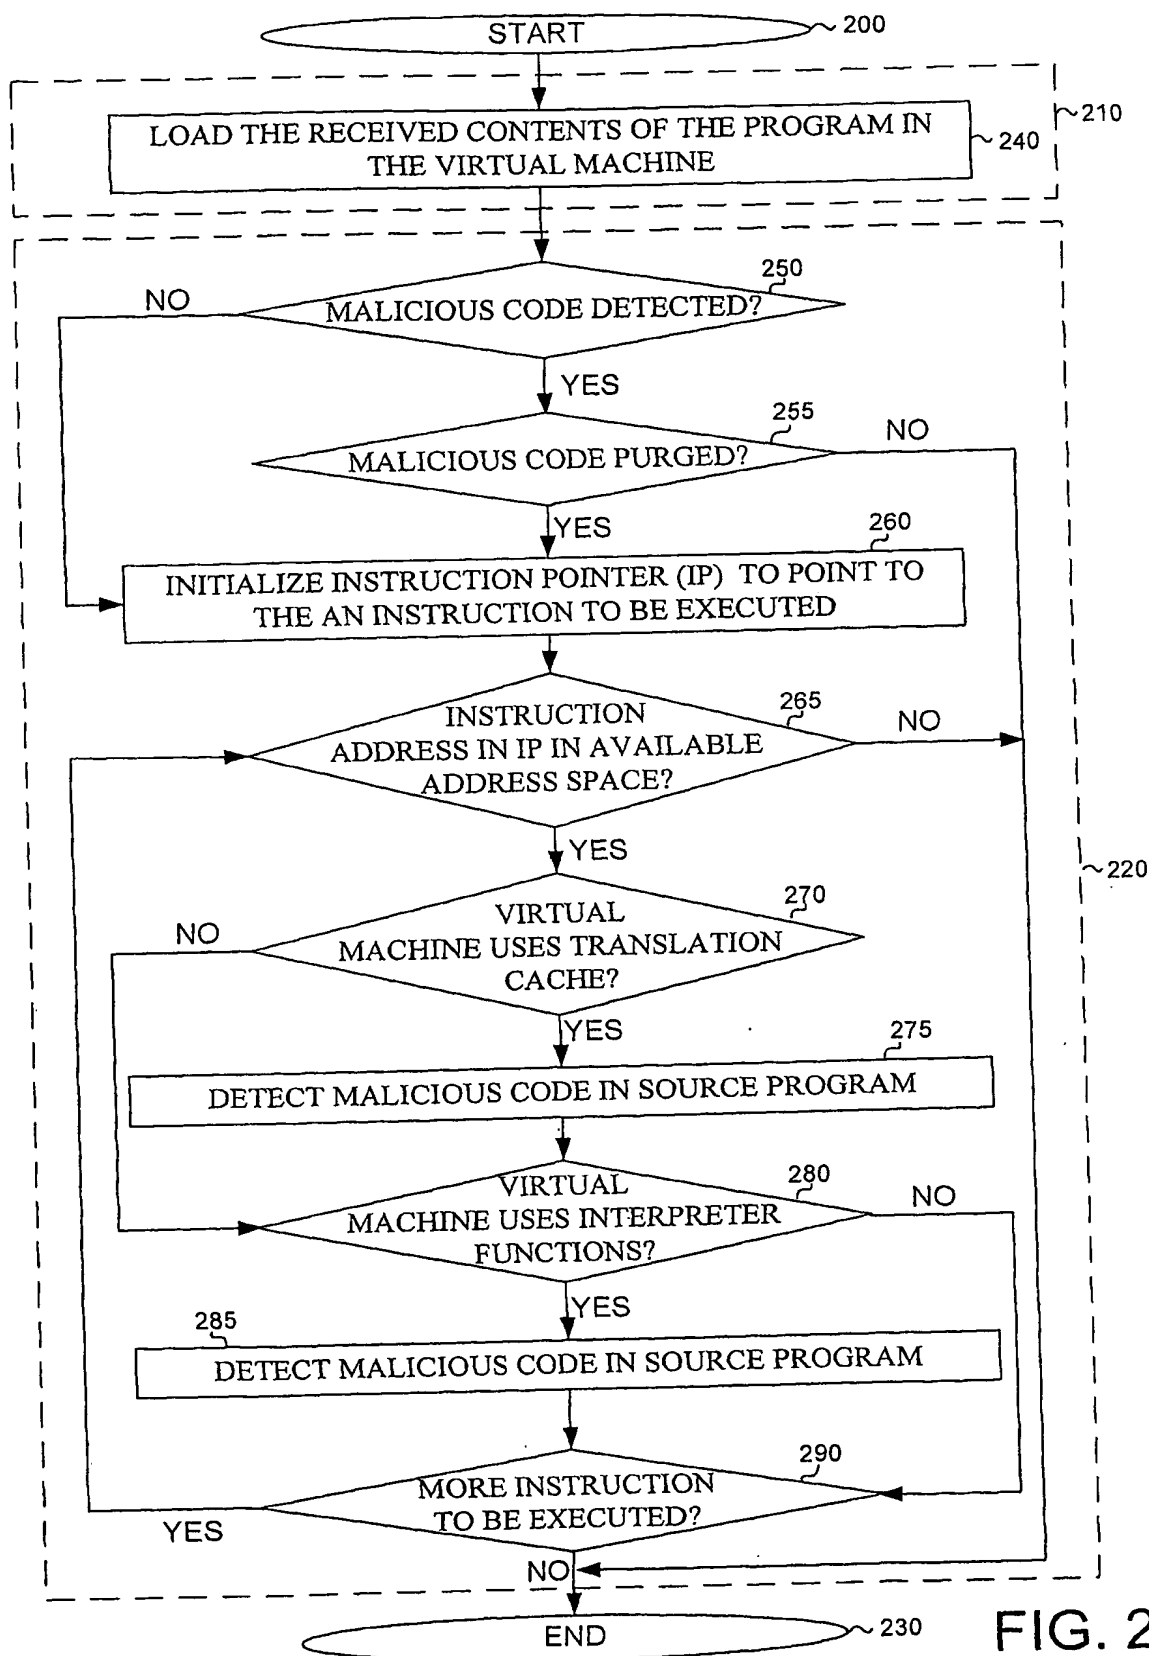 START
200
210
LOAD THE RECEIVED CONTENTS OF THE PROGRAM IN
THE VIRTUAL MACHINE
240
250
NO
MALICIOUS CODE DETECTED?
YES
255
NO
MALICIOUS CODE PURGED?
YES
260
INITIALIZE INSTRUCTION POINTER (IP) TO POINT TO
THE AN INSTRUCTION TO BE EXECUTED
265
INSTRUCTION
ADDRESS IN IP IN AVAILABLE
ADDRESS SPACE?
NO
YES
220
270
VIRTUAL
MACHINE USES TRANSLATION
CACHE?
NO
YES
275
DETECT MALICIOUS CODE IN SOURCE PROGRAM
280
VIRTUAL
MACHINE USES INTERPRETER
FUNCTIONS?
NO
YES
285
DETECT MALICIOUS CODE IN SOURCE PROGRAM
290
MORE INSTRUCTION
TO BE EXECUTED?
YES
NO
END
230
FIG. 2